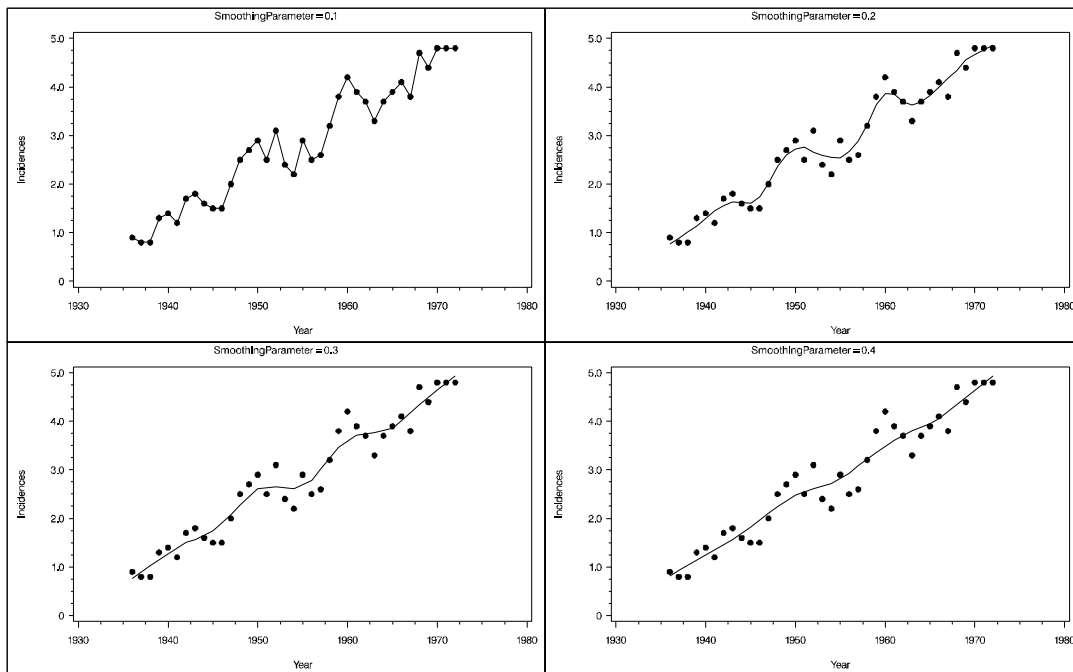 SmoothingParameter=0.1
5.0
4.0
3.0
2.0
1.0
0
Incidences
1930 1940 1950 1960 1970 1980
Year
SmoothingParameter=0.2
5.0
4.0
3.0
2.0
1.0
0
Incidences
1930 1940 1950 1960 1970 1980
Year
SmoothingParameter=0.3
5.0
4.0
3.0
2.0
1.0
0
Incidences
1930 1940 1950 1960 1970 1980
Year
SmoothingParameter=0.4
5.0
4.0
3.0
2.0
1.0
0
Incidences
1930 1940 1950 1960 1970 1980
Year